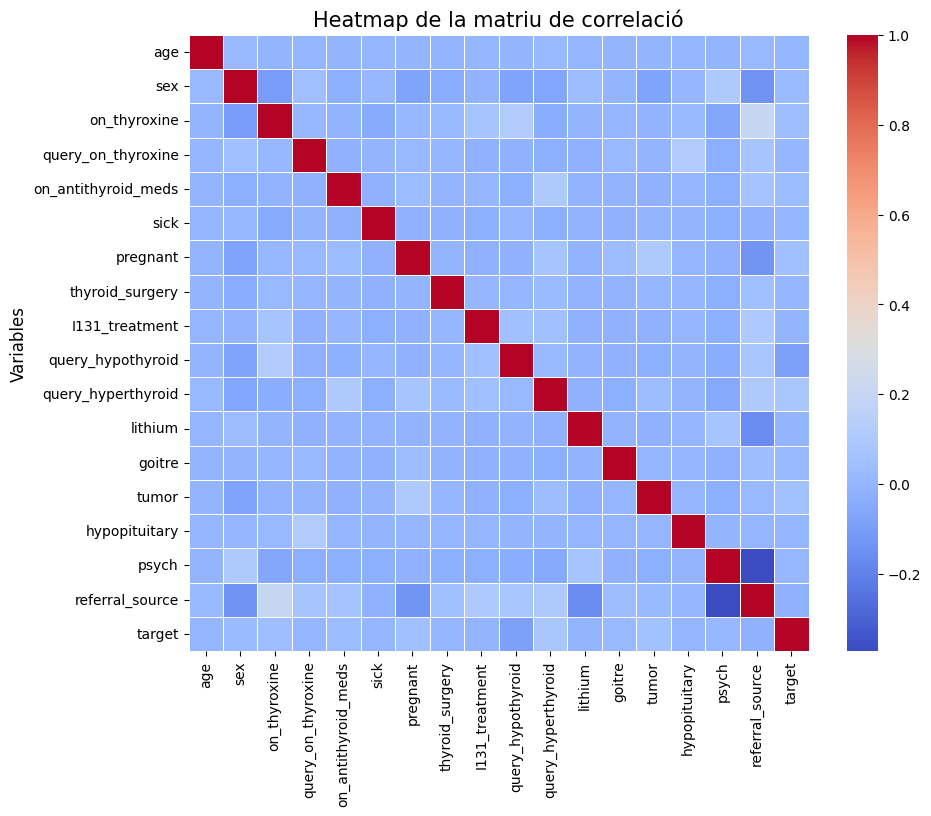 Heatmap de la matriu de correlació
Variables
age
sex
on_thyroxine
query_on_thyroxine
on_antithyroid_meds
sick
pregnant
thyroid_surgery
I131_treatment
query_hypothyroid
query_hyperthyroid
lithium
goitre
tumor
hypopituitary
psych
referral_source
target
age
sex
on_thyroxine
query_on_thyroxine
on_antithyroid_meds
sick
pregnant
thyroid_surgery
I131_treatment
query_hypothyroid
query_hyperthyroid
lithium
goitre
tumor
hypopituitary
psych
referral_source
target
1.0
0.8
0.6
0.4
0.2
0.0
−0.2